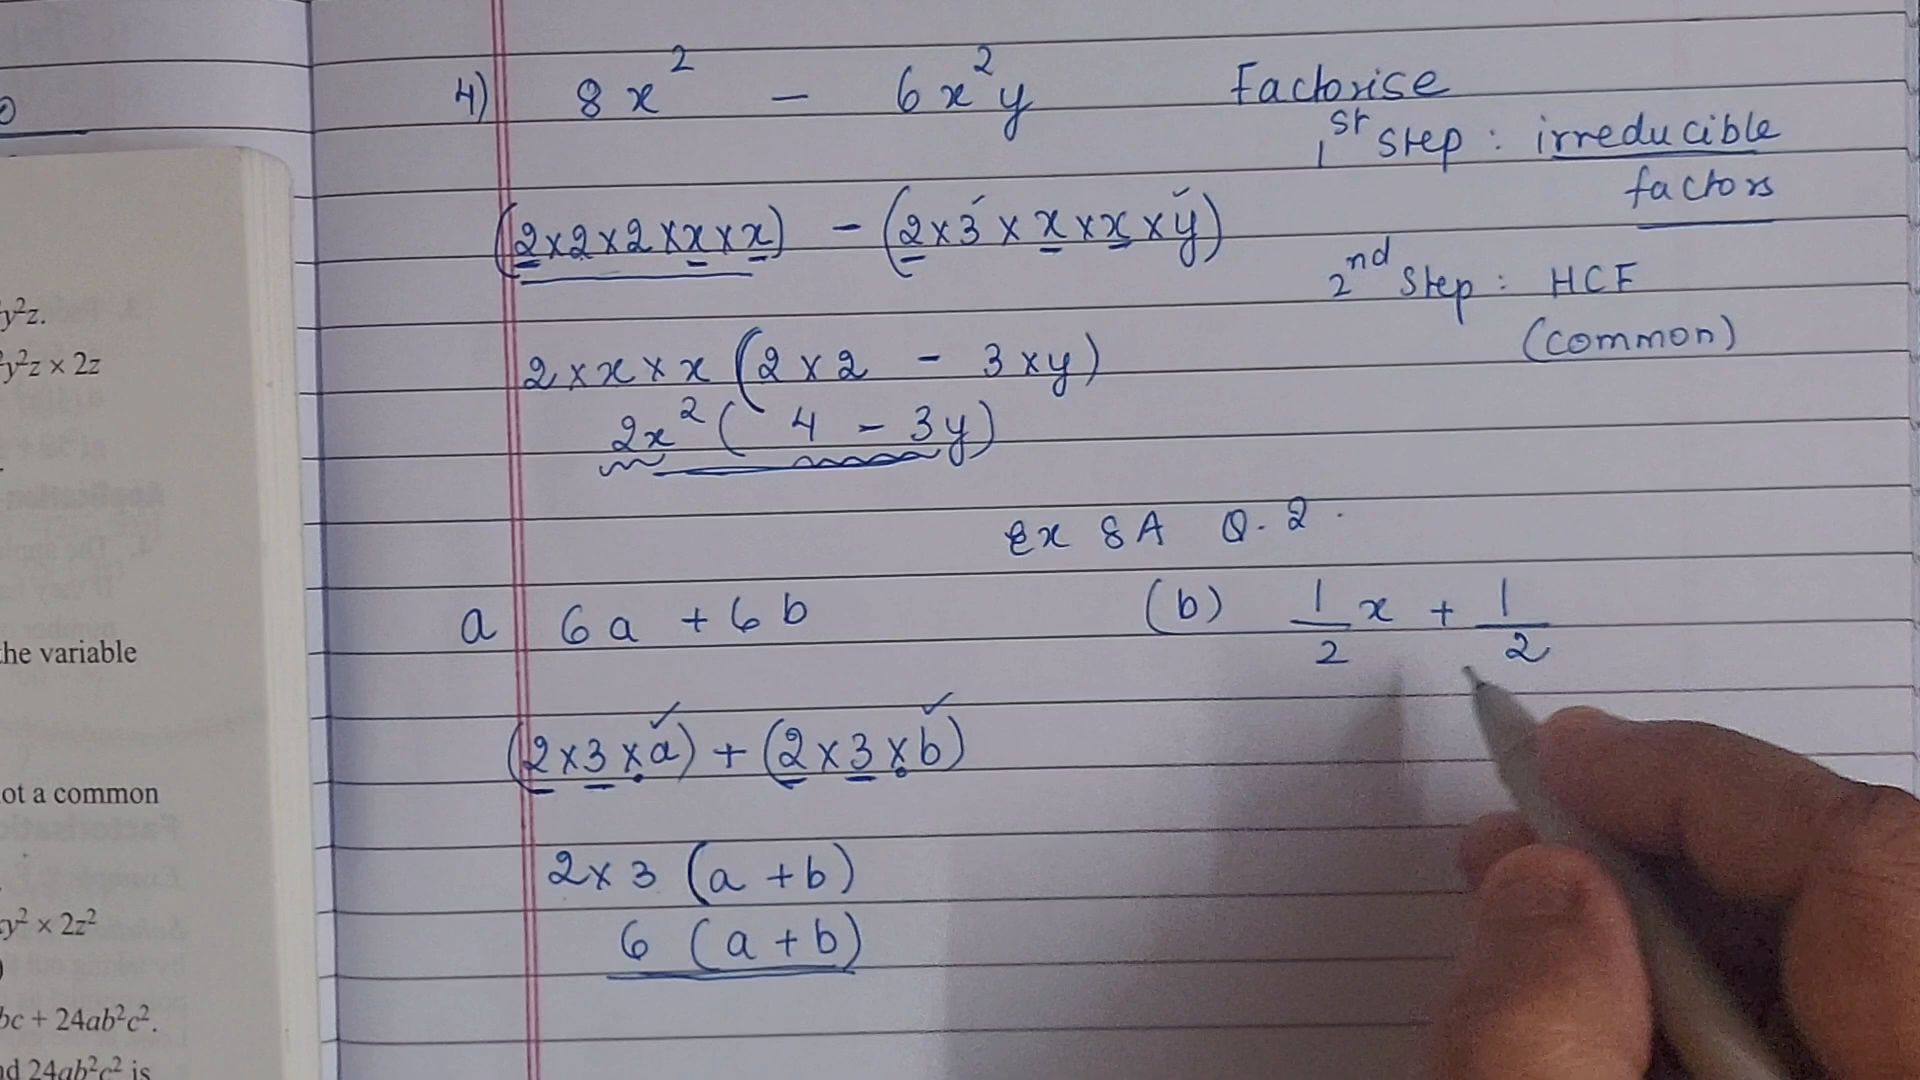 4) 8x² - 6x²y Factorise
1st Step : irreducible
factors
(2×2×2×x×x) - (2×3×x×x×y)
2nd Step : HCF
(common)
2×x×x (2×2 - 3×y)
2x² ( 4 - 3y)
Ex 8A Q.2.
a 6a + 6b
(b) 1/2 x + 1/2
(2×3×a) + (2×3×b)
2×3 (a+b)
6 (a+b)
y²z.
y²z × 2z
he variable
ot a common
y² × 2z²
bc + 24ab²c².
nd 24ab²c² is